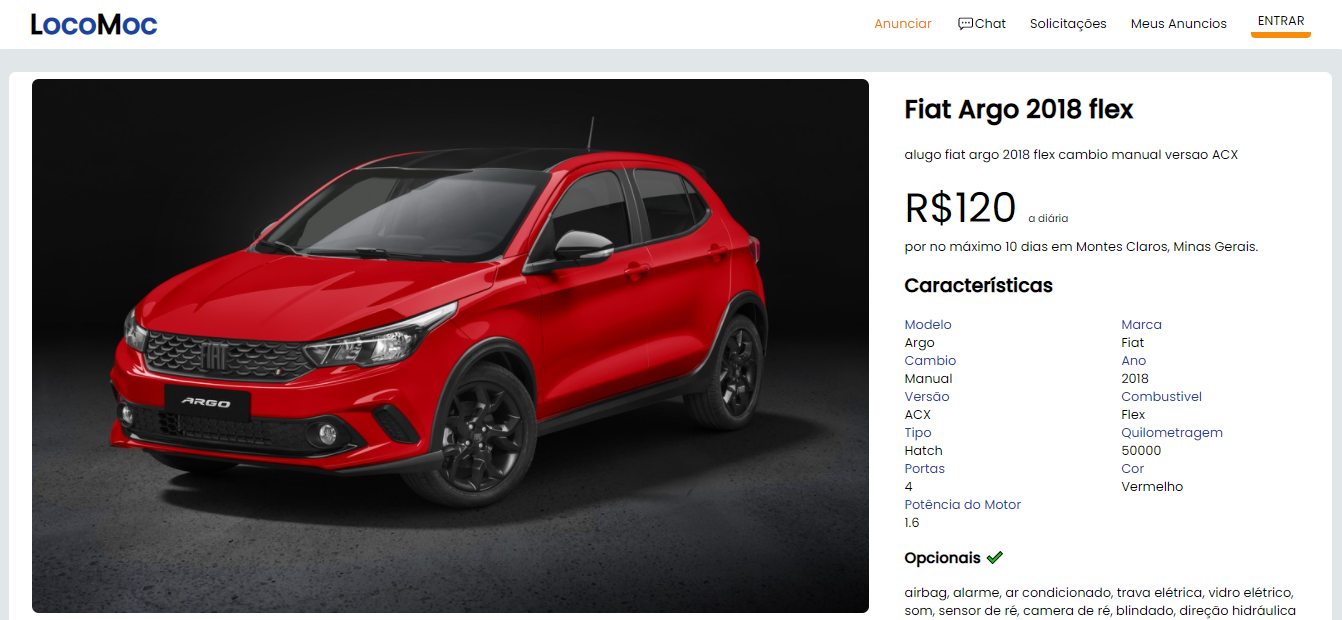 LocoMoc
Anunciar Chat Solicitações Meus Anuncios ENTRAR
FIAT
ARGO
Fiat Argo 2018 flex
alugo fiat argo 2018 flex cambio manual versao ACX
R$120 a diária
por no máximo 10 dias em Montes Claros, Minas Gerais.
Características
Modelo Marca
Argo Fiat
Cambio Ano
Manual 2018
Versão Combustível
ACX Flex
Tipo Quilometragem
Hatch 50000
Portas Cor
4 Vermelho
Potência do Motor
1.6
Opcionais
airbag, alarme, ar condicionado, trava elétrica, vidro elétrico,
som, sensor de ré, camera de ré, blindado, direção hidráulica